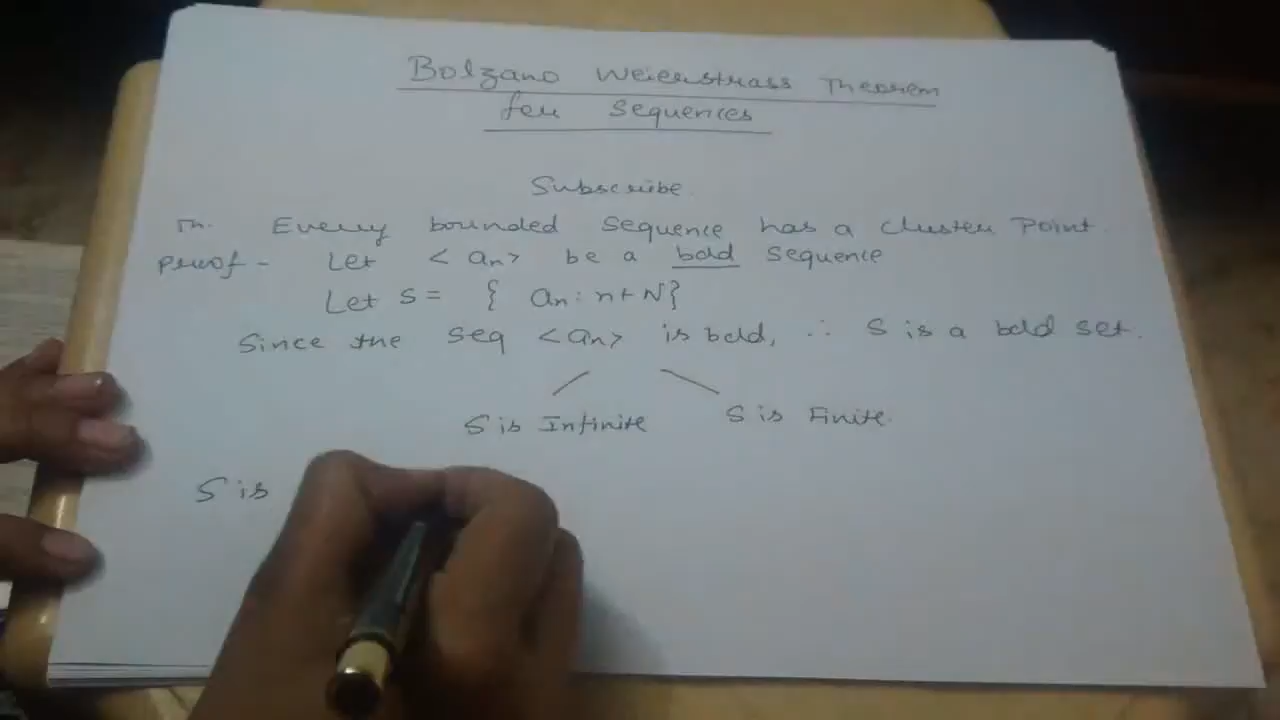 Bolzano Weierstrass Theorem
for Sequences
Subscribe.
Th. Every bounded sequence has a cluster Point.
Proof - Let < an > be a bdd sequence
Let S = { an : n ∈ N }
Since the seq < an > is bdd, ∴ S is a bdd set.
S is Infinite S is Finite.
S is